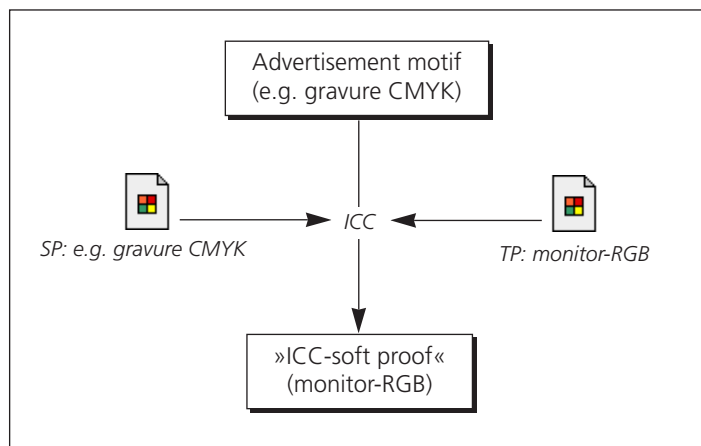 Advertisement motif
(e.g. gravure CMYK)
ICC
SP: e.g. gravure CMYK
TP: monitor-RGB
»ICC-soft proof«
(monitor-RGB)